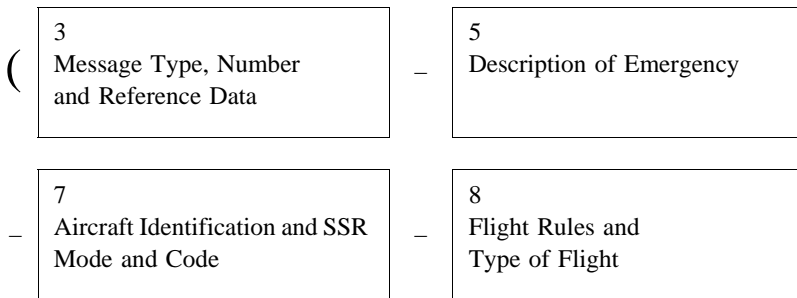 ( 3 – 5
Message Type, Number Description of Emergency
and Reference Data
– 7 – 8
Aircraft Identification and SSR Flight Rules and
Mode and Code Type of Flight